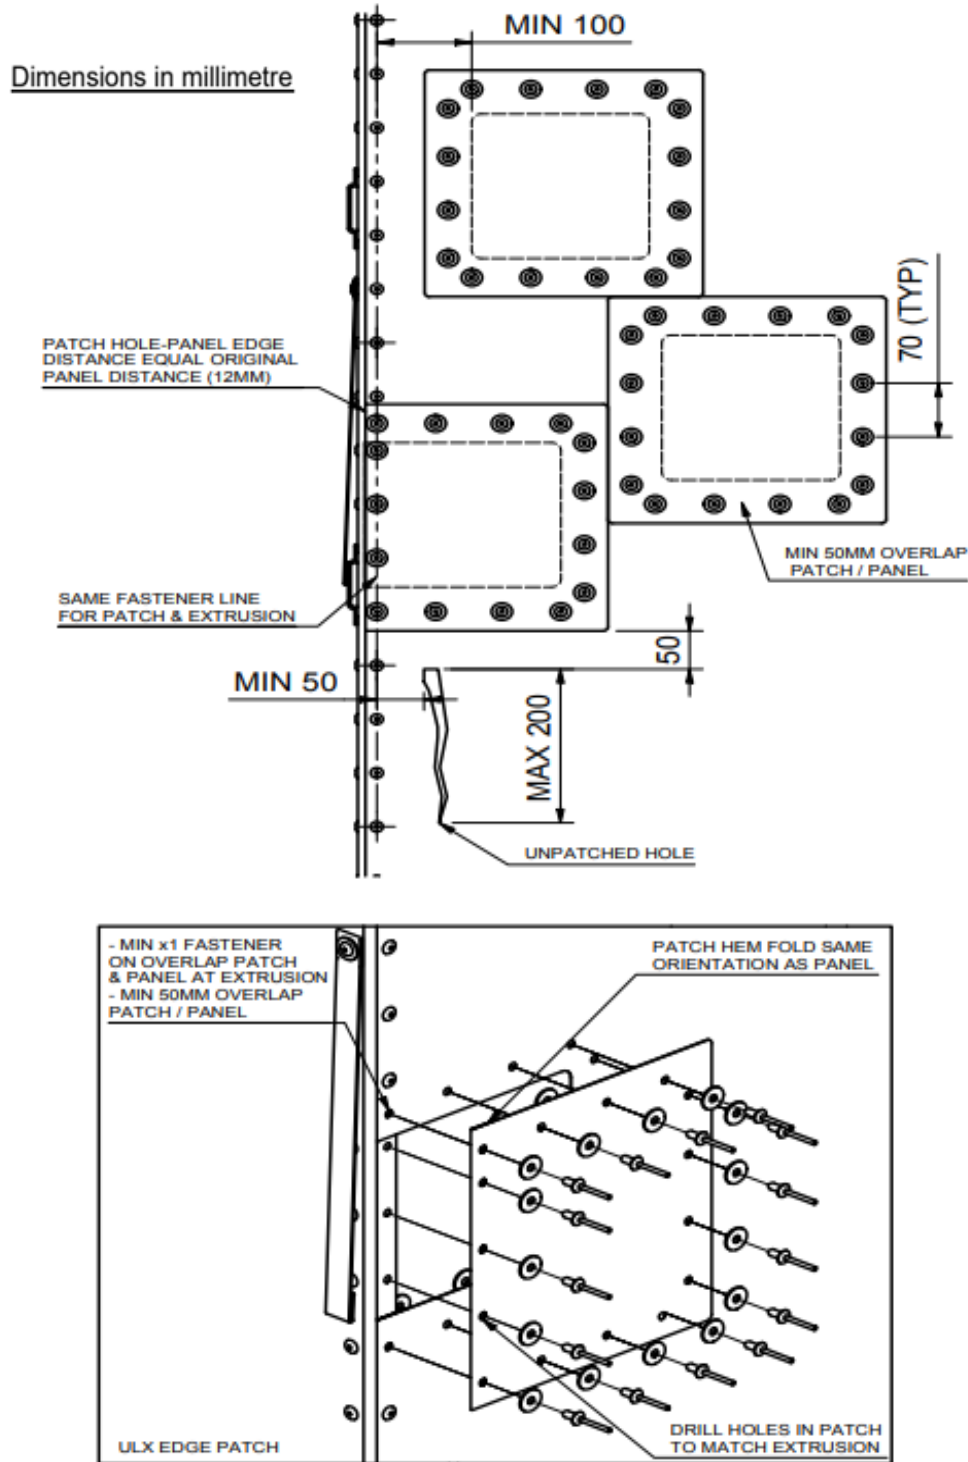 MIN 100
Dimensions in millimetre
70 (TYP)
PATCH HOLE-PANEL EDGE
DISTANCE EQUAL ORIGINAL
PANEL DISTANCE (12MM)
MIN 50MM OVERLAP
PATCH / PANEL
SAME FASTENER LINE
FOR PATCH & EXTRUSION
50
MIN 50
MAX 200
UNPATCHED HOLE
- MIN x1 FASTENER
ON OVERLAP PATCH
& PANEL AT EXTRUSION
- MIN 50MM OVERLAP
PATCH / PANEL
PATCH HEM FOLD SAME
ORIENTATION AS PANEL
DRILL HOLES IN PATCH
TO MATCH EXTRUSION
ULX EDGE PATCH